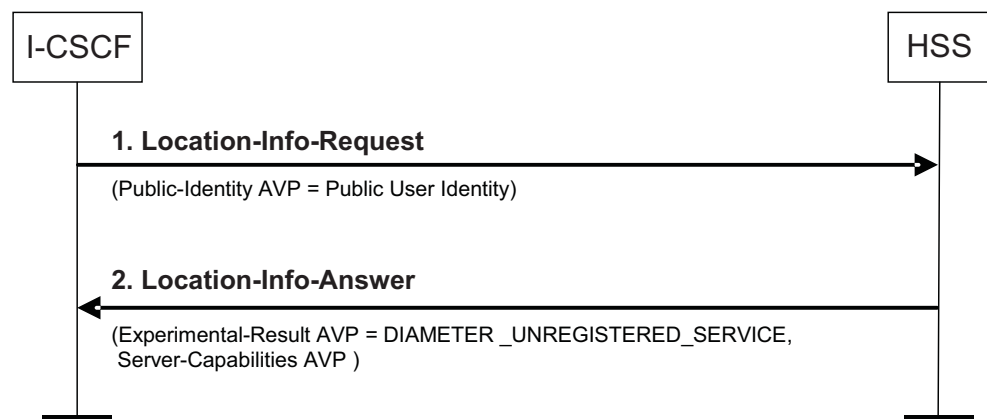 I-CSCF
HSS
1. Location-Info-Request
(Public-Identity AVP = Public User Identity)
2. Location-Info-Answer
(Experimental-Result AVP = DIAMETER _UNREGISTERED_SERVICE,
Server-Capabilities AVP )